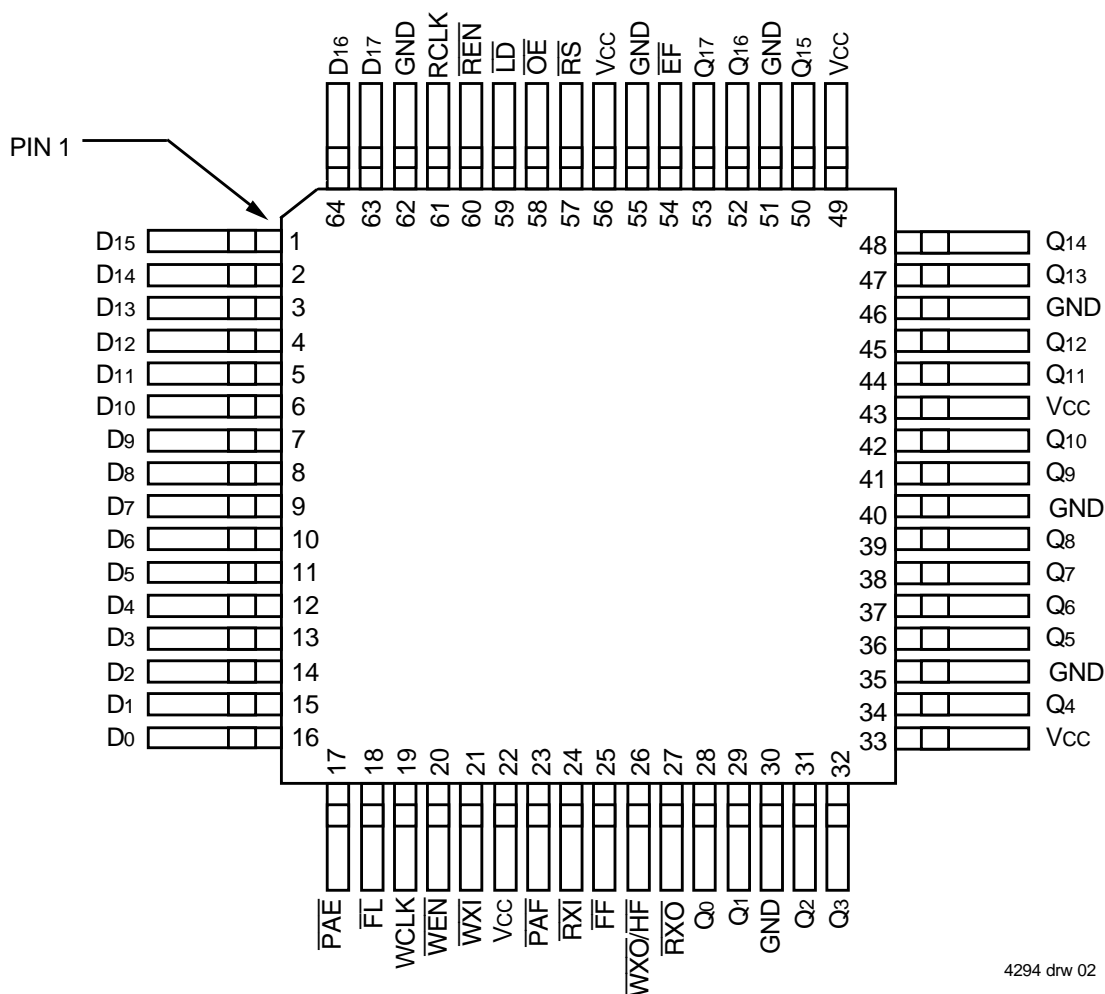 D16 D17 GND RCLK REN LD OE RS VCC GND EF Q17 Q16 GND Q15 VCC
PIN 1
64 63 62 61 60 59 58 57 56 55 54 53 52 51 50 49
D15 1 48 Q14
D14 2 47 Q13
D13 3 46 GND
D12 4 45 Q12
D11 5 44 Q11
D10 6 43 VCC
D9 7 42 Q10
D8 8 41 Q9
D7 9 40 GND
D6 10 39 Q8
D5 11 38 Q7
D4 12 37 Q6
D3 13 36 Q5
D2 14 35 GND
D1 15 34 Q4
D0 16 33 VCC
17 18 19 20 21 22 23 24 25 26 27 28 29 30 31 32
PAE FL WCLK WEN WXI VCC PAF RXI FF WXO/HF RXO Q0 Q1 GND Q2 Q3
4294 drw 02